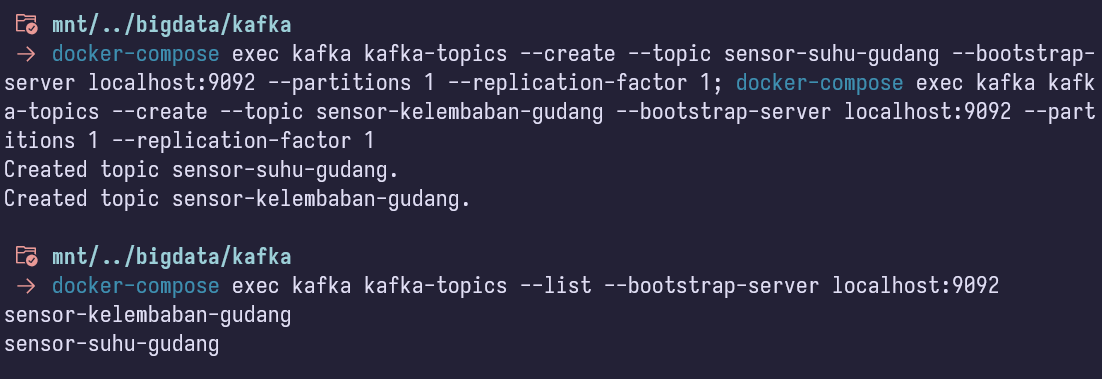 mnt/../bigdata/kafka
→ docker-compose exec kafka kafka-topics --create --topic sensor-suhu-gudang --bootstrap-
server localhost:9092 --partitions 1 --replication-factor 1; docker-compose exec kafka kafk
a-topics --create --topic sensor-kelembaban-gudang --bootstrap-server localhost:9092 --part
itions 1 --replication-factor 1
Created topic sensor-suhu-gudang.
Created topic sensor-kelembaban-gudang.
mnt/../bigdata/kafka
→ docker-compose exec kafka kafka-topics --list --bootstrap-server localhost:9092
sensor-kelembaban-gudang
sensor-suhu-gudang